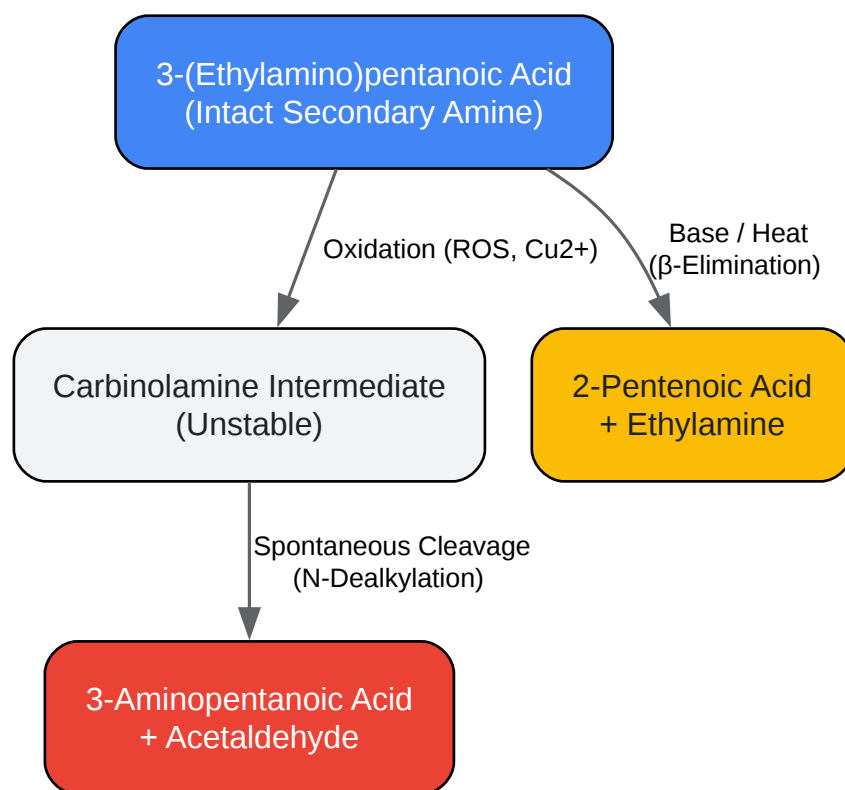 3-(Ethylamino)pentanoic Acid
(Intact Secondary Amine)
Oxidation (ROS, Cu2+)
Base / Heat
(β-Elimination)
Carbinolamine Intermediate
(Unstable)
2-Pentenoic Acid
+ Ethylamine
Spontaneous Cleavage
(N-Dealkylation)
3-Aminopentanoic Acid
+ Acetaldehyde